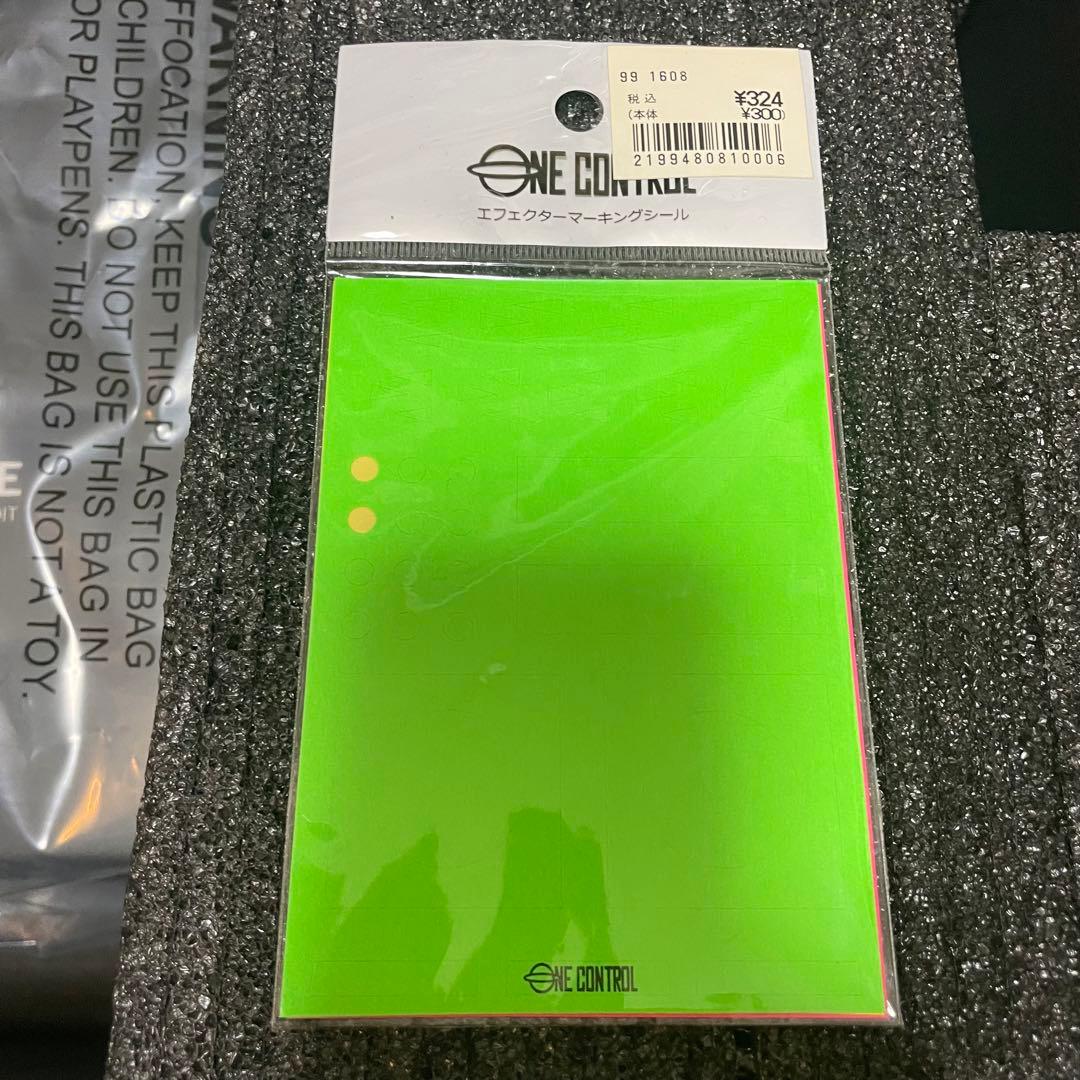 99 1608
税込 ¥324
(本体 ¥300)
2199480810006
ONE CONTROL
エフェクターマーキングシール
ONE CONTROL
FFOCATION, KEEP THIS PLASTIC BAG
CHILDREN. DO NOT USE THIS BAG IN
OR PLAYPENS. THIS BAG IS NOT A TOY.